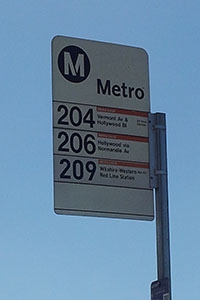 M
Metro
204
Vermont Av &
Hollywood Bl
206
Hollywood via
Normandie Av
209
Wilshire-Western
Red Line Station